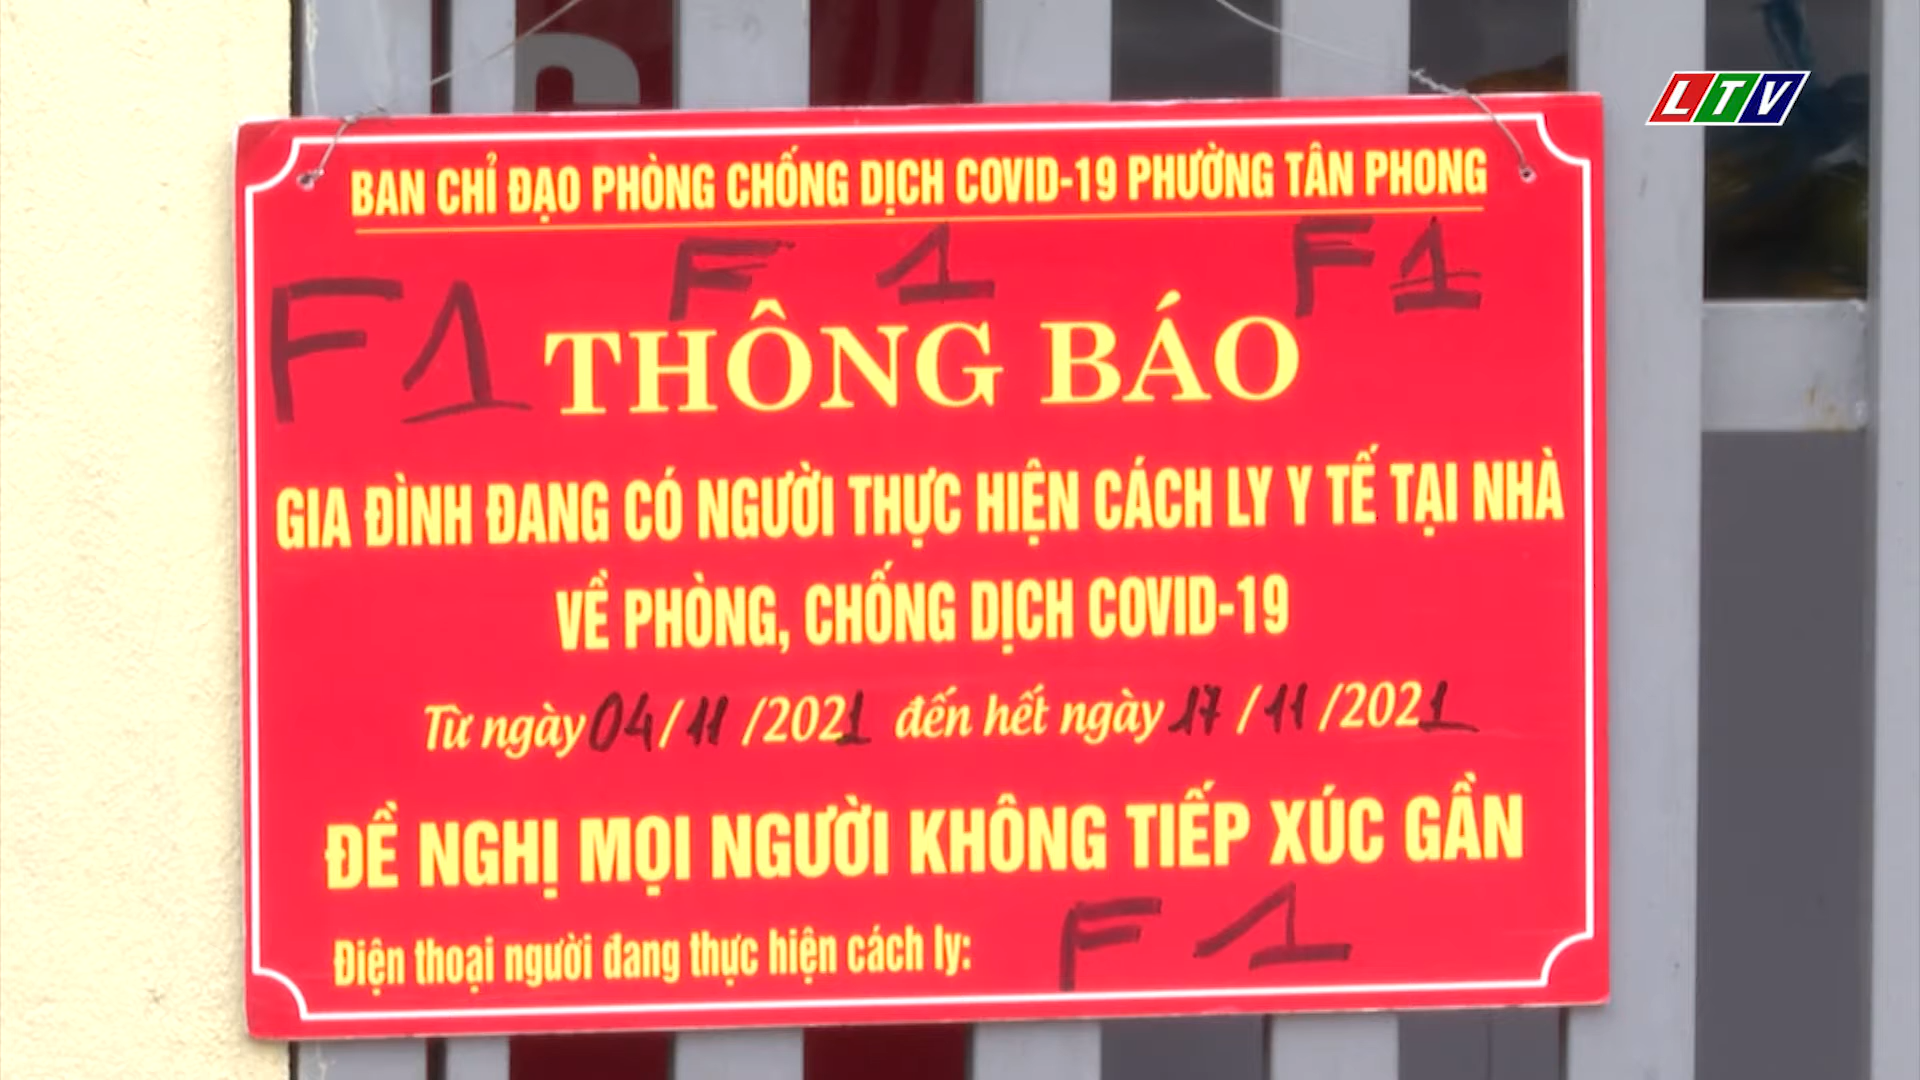 LTV
BAN CHỈ ĐẠO PHÒNG CHỐNG DỊCH COVID-19 PHƯỜNG TÂN PHONG
F1 F 1 F1
THÔNG BÁO
GIA ĐÌNH ĐANG CÓ NGƯỜI THỰC HIỆN CÁCH LY Y TẾ TẠI NHÀ
VỀ PHÒNG, CHỐNG DỊCH COVID-19
Từ ngày 04/11/2021 đến hết ngày 17/11/2021
ĐỀ NGHỊ MỌI NGƯỜI KHÔNG TIẾP XÚC GẦN
Điện thoại người đang thực hiện cách ly: F 1